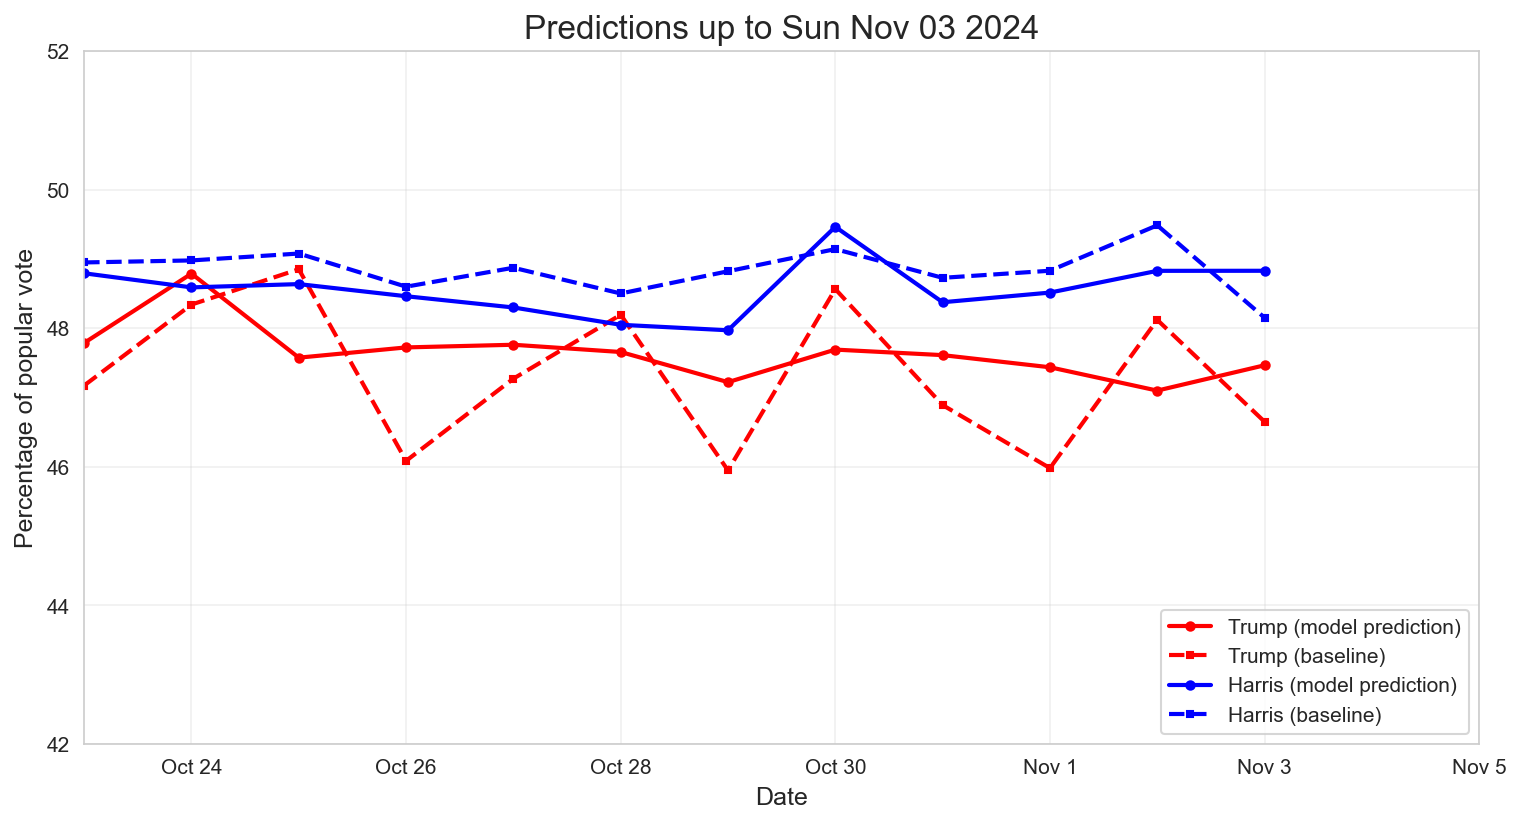 Predictions up to Sun Nov 03 2024
Percentage of popular vote
52
50
48
46
44
42
Trump (model prediction)
Trump (baseline)
Harris (model prediction)
Harris (baseline)
Oct 24
Oct 26
Oct 28
Oct 30
Nov 1
Nov 3
Nov 5
Date